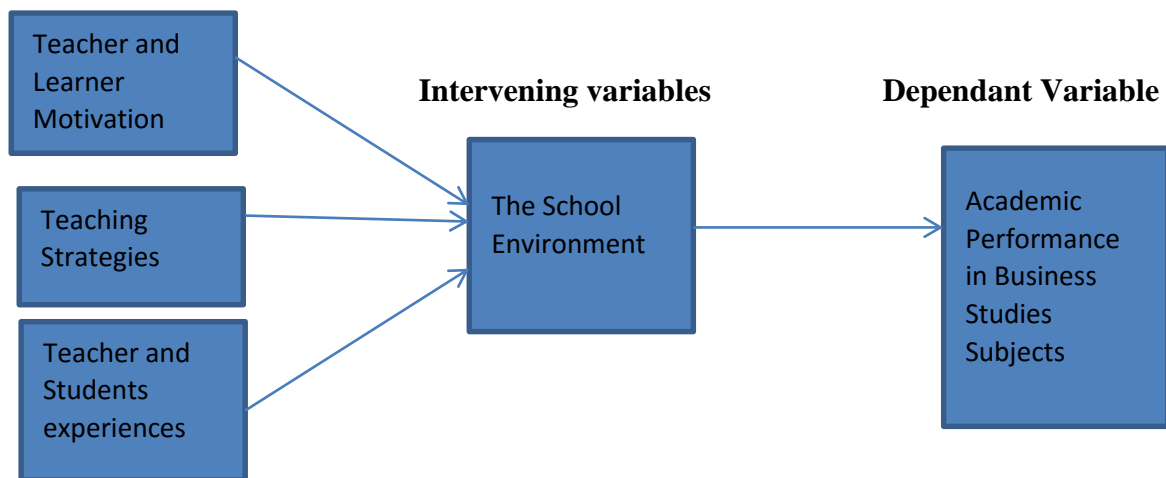 Teacher and
Learner
Motivation
Teaching
Strategies
Teacher and
Students
experiences
Intervening variables
The School
Environment
Dependant Variable
Academic
Performance
in Business
Studies
Subjects